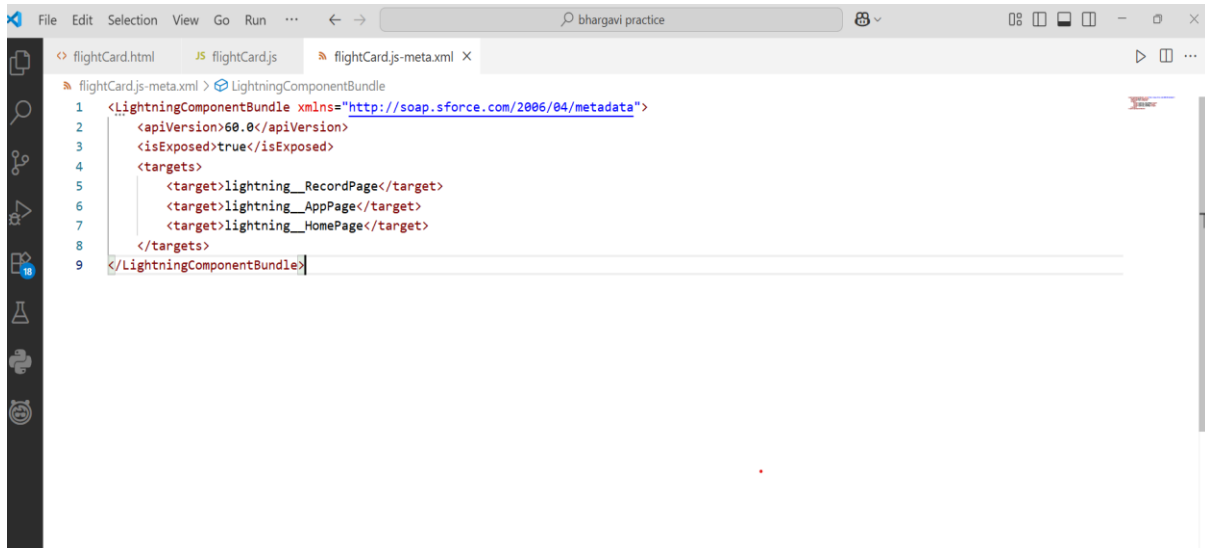 File Edit Selection View Go Run ··· bhargavi practice
<> flightCard.html JS flightCard.js flightCard.js-meta.xml
flightCard.js-meta.xml > LightningComponentBundle
1 <LightningComponentBundle xmlns="http://soap.sforce.com/2006/04/metadata">
2 <apiVersion>60.0</apiVersion>
3 <isExposed>true</isExposed>
4 <targets>
5 <target>lightning__RecordPage</target>
6 <target>lightning__AppPage</target>
7 <target>lightning__HomePage</target>
8 </targets>
9 </LightningComponentBundle>
18